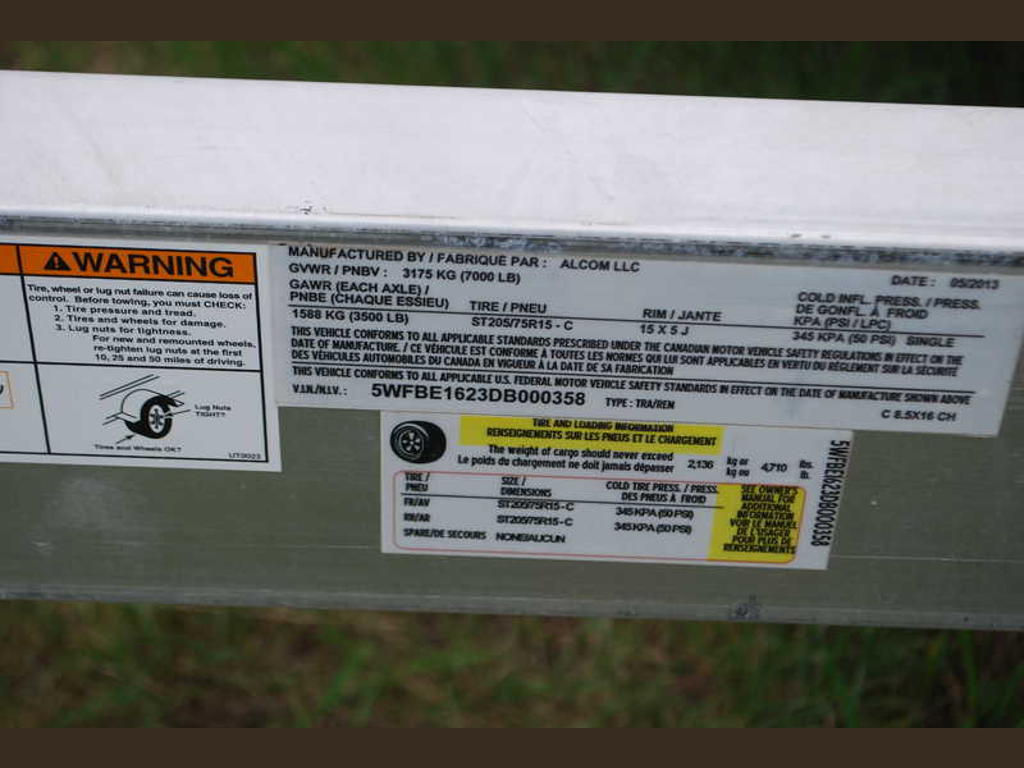 WARNING
Tire, wheel or lug nut failure can cause loss of
control. Before towing, you must CHECK:
1. Tire pressure and tread.
2. Tires and wheels for damage.
3. Lug nuts for tightness.
For new and remounted wheels,
re-tighten lug nuts at the first
10, 25 and 50 miles of driving.
Lug Nuts
TIGHT?
Tires and Wheels OK?
UT0023
MANUFACTURED BY / FABRIQUE PAR : ALCOM LLC
DATE : 05/2013
GVWR / PNBV : 3175 KG (7000 LB)
GAWR (EACH AXLE) /
PNBE (CHAQUE ESSIEU) TIRE / PNEU RIM / JANTE COLD INFL. PRESS. / PRESS.
DE GONFL. À FROID
KPA (PSI / LPC)
1588 KG (3500 LB) ST205/75R15 - C 15 X 5 J 345 KPA (50 PSI) SINGLE
THIS VEHICLE CONFORMS TO ALL APPLICABLE STANDARDS PRESCRIBED UNDER THE CANADIAN MOTOR VEHICLE SAFETY REGULATIONS IN EFFECT ON THE
DATE OF MANUFACTURE. / CE VÉHICULE EST CONFORME À TOUTES LES NORMES QUI LUI SONT APPLICABLES EN VERTU DU RÈGLEMENT SUR LA SÉCURITÉ
DES VÉHICULES AUTOMOBILES DU CANADA EN VIGUEUR À LA DATE DE SA FABRICATION
THIS VEHICLE CONFORMS TO ALL APPLICABLE U.S. FEDERAL MOTOR VEHICLE SAFETY STANDARDS IN EFFECT ON THE DATE OF MANUFACTURE SHOWN ABOVE
V.I.N./N.I.V. : 5WFBE1623DB000358 TYPE : TRA/REN C 8.5X16 CH
TIRE AND LOADING INFORMATION
RENSEIGNEMENTS SUR LES PNEUS ET LE CHARGEMENT
The weight of cargo should never exceed
Le poids du chargement ne doit jamais dépasser 2,136 kg or
kg ou 4,710 lbs.
lb.
TIRE /
PNEU SIZE /
DIMENSIONS COLD TIRE PRESS. / PRESS.
DES PNEUS À FROID
FR/AV ST205/75R15 - C 345 KPA (50 PSI)
RR/AR ST205/75R15 - C 345 KPA (50 PSI)
SPARE/DE SECOURS NONE/AUCUN
SEE OWNER'S
MANUAL FOR
ADDITIONAL
INFORMATION
VOIR LE MANUEL
DE L'USAGER
POUR PLUS DE
RENSEIGNEMENTS
5WFBE1623DB000358